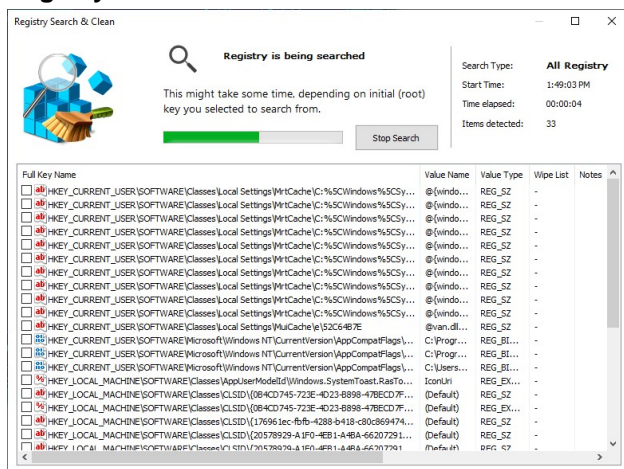 Registry Search & Clean
Registry is being searched
This might take some time, depending on initial (root)
key you selected to search from.
Stop Search
Search Type: All Registry
Start Time: 1:49:03 PM
Time elapsed: 00:00:04
Items detected: 33
Full Key Name Value Name Value Type Wipe List Notes
HKEY_CURRENT_USER\SOFTWARE\Classes\Local Settings\MrtCache\C:%5CWindows%5CSy... @{windo... REG_SZ -
HKEY_CURRENT_USER\SOFTWARE\Classes\Local Settings\MrtCache\C:%5CWindows%5CSy... @{windo... REG_SZ -
HKEY_CURRENT_USER\SOFTWARE\Classes\Local Settings\MrtCache\C:%5CWindows%5CSy... @{windo... REG_SZ -
HKEY_CURRENT_USER\SOFTWARE\Classes\Local Settings\MrtCache\C:%5CWindows%5CSy... @{windo... REG_SZ -
HKEY_CURRENT_USER\SOFTWARE\Classes\Local Settings\MrtCache\C:%5CWindows%5CSy... @{windo... REG_SZ -
HKEY_CURRENT_USER\SOFTWARE\Classes\Local Settings\MrtCache\C:%5CWindows%5CSy... @{windo... REG_SZ -
HKEY_CURRENT_USER\SOFTWARE\Classes\Local Settings\MrtCache\C:%5CWindows%5CSy... @{windo... REG_SZ -
HKEY_CURRENT_USER\SOFTWARE\Classes\Local Settings\MrtCache\C:%5CWindows%5CSy... @{windo... REG_SZ -
HKEY_CURRENT_USER\SOFTWARE\Classes\Local Settings\MrtCache\C:%5CWindows%5CSy... @{windo... REG_SZ -
HKEY_CURRENT_USER\SOFTWARE\Classes\Local Settings\MrtCache\C:%5CWindows%5CSy... @{windo... REG_SZ -
HKEY_CURRENT_USER\SOFTWARE\Classes\Local Settings\MuiCache\e\52C64B7E @van.dll... REG_SZ -
HKEY_CURRENT_USER\SOFTWARE\Microsoft\Windows NT\CurrentVersion\AppCompatFlags\... C:\Progr... REG_BI... -
HKEY_CURRENT_USER\SOFTWARE\Microsoft\Windows NT\CurrentVersion\AppCompatFlags\... C:\Progr... REG_BI... -
HKEY_CURRENT_USER\SOFTWARE\Microsoft\Windows NT\CurrentVersion\AppCompatFlags\... C:\Users... REG_BI... -
HKEY_LOCAL_MACHINE\SOFTWARE\Classes\AppUserModelId\Windows.SystemToast.RasTo... IconUri REG_EX... -
HKEY_LOCAL_MACHINE\SOFTWARE\Classes\CLSID\{0B4CD745-723E-4D23-B898-47BECD7F... (Default) REG_SZ -
HKEY_LOCAL_MACHINE\SOFTWARE\Classes\CLSID\{0B4CD745-723E-4D23-B898-47BECD7F... (Default) REG_EX... -
HKEY_LOCAL_MACHINE\SOFTWARE\Classes\CLSID\{176961ec-fbfb-4288-b418-c80c869474... (Default) REG_SZ -
HKEY_LOCAL_MACHINE\SOFTWARE\Classes\CLSID\{20578929-A1F0-4EB1-A4BA-66207291... (Default) REG_SZ -
HKEY_LOCAL_MACHINE\SOFTWARE\Classes\CLSID\{20578929-A1F0-4EB1-A4BA-66207291... (Default) REG_SZ -